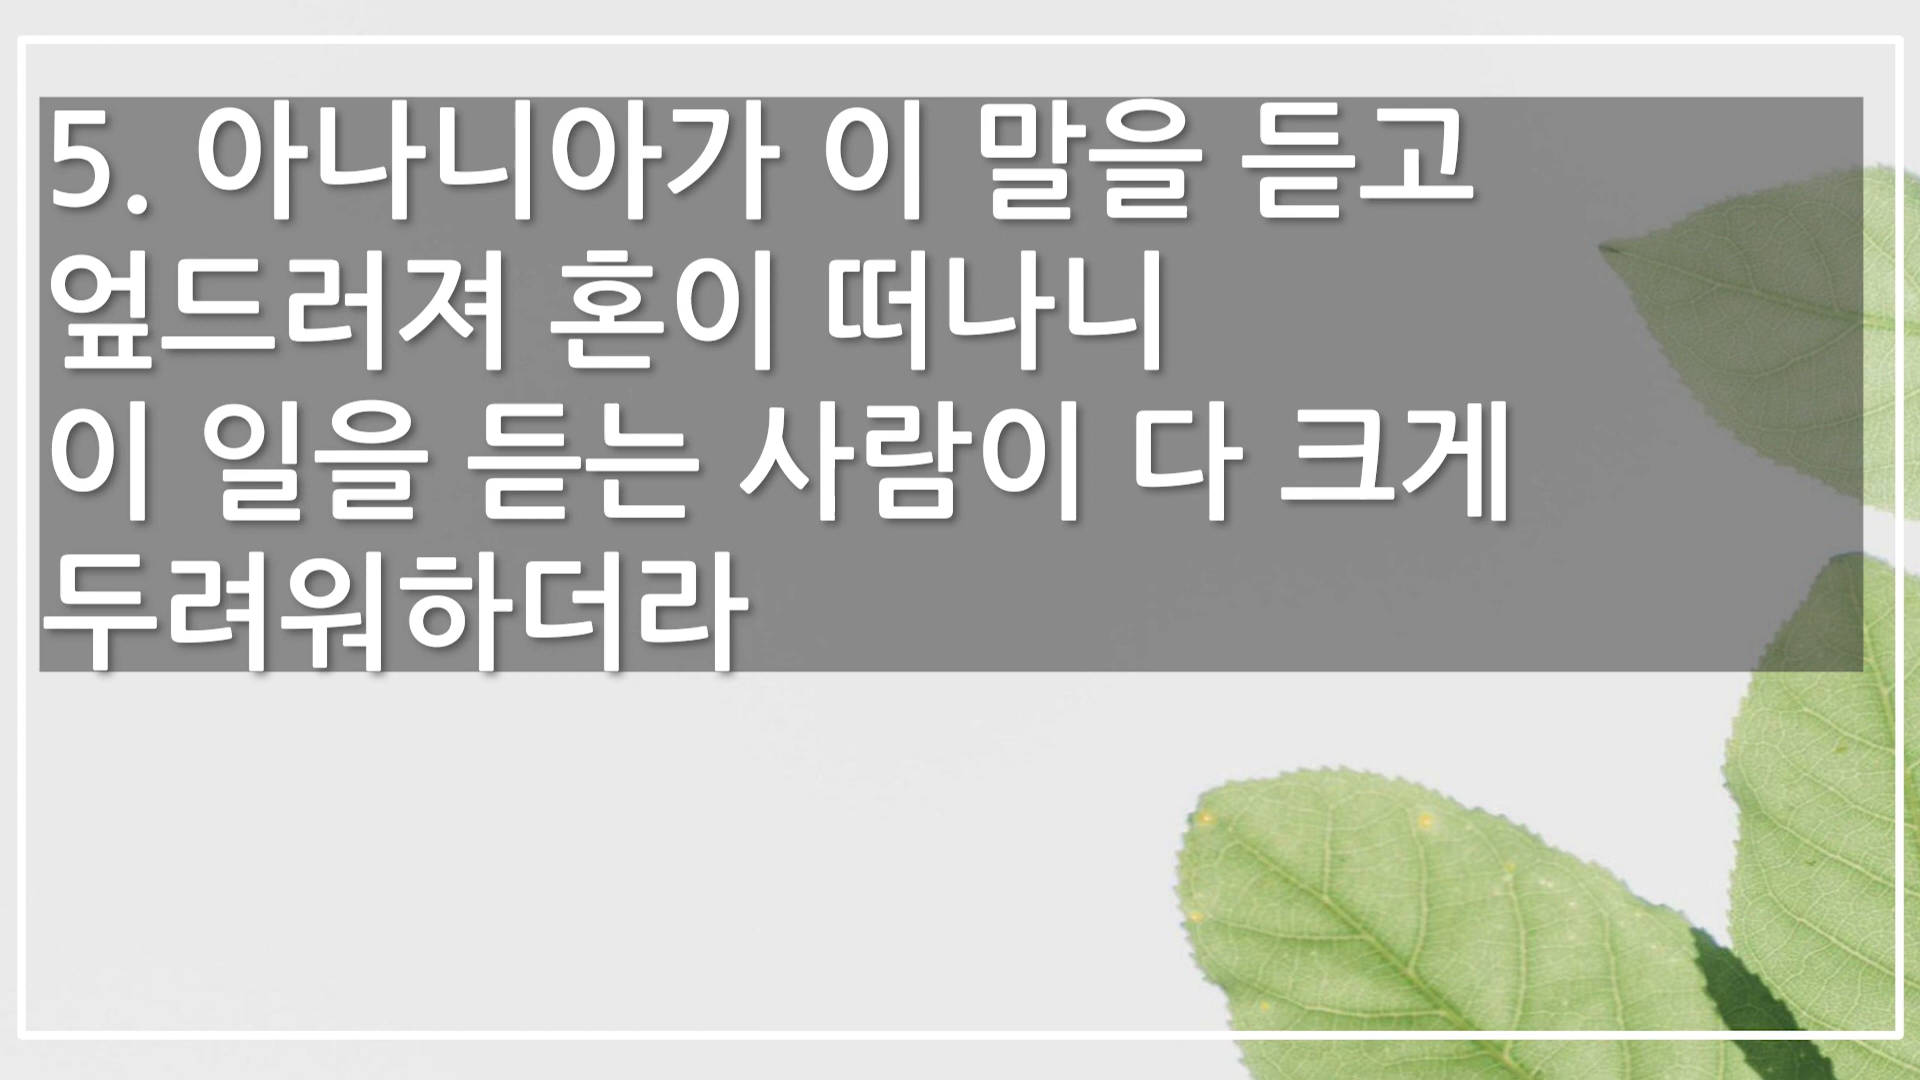 5. 아나니아가 이 말을 듣고
엎드러져 혼이 떠나니
이 일을 듣는 사람이 다 크게
두려워하더라